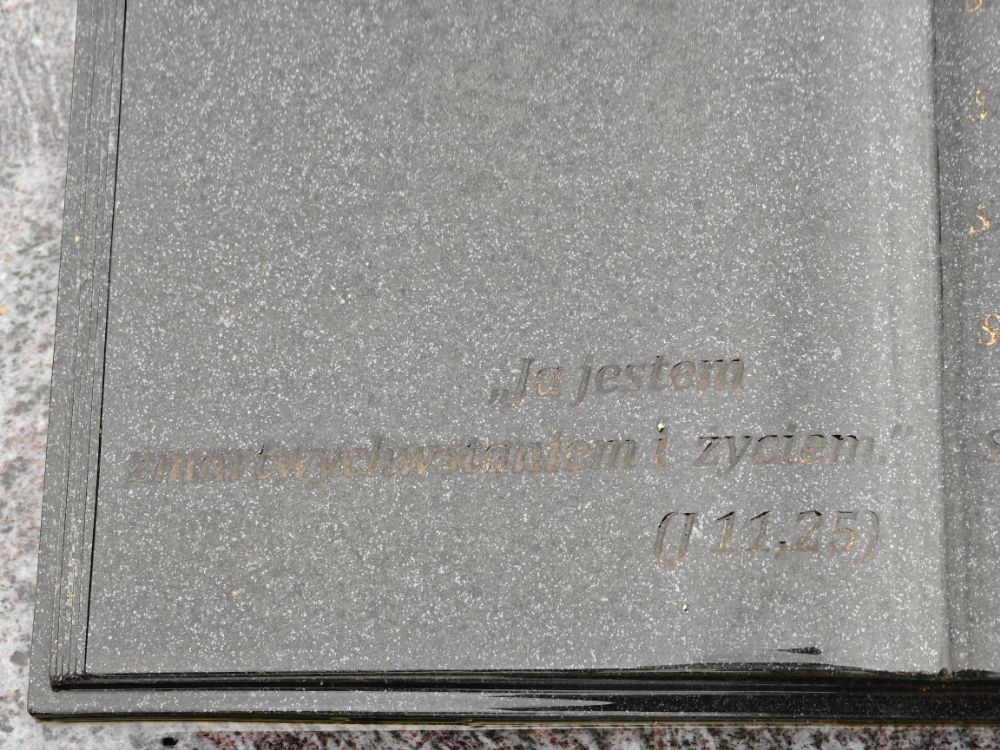 „Ja jestem
zmartwychwstaniem i życiem.”
(J 11,25)